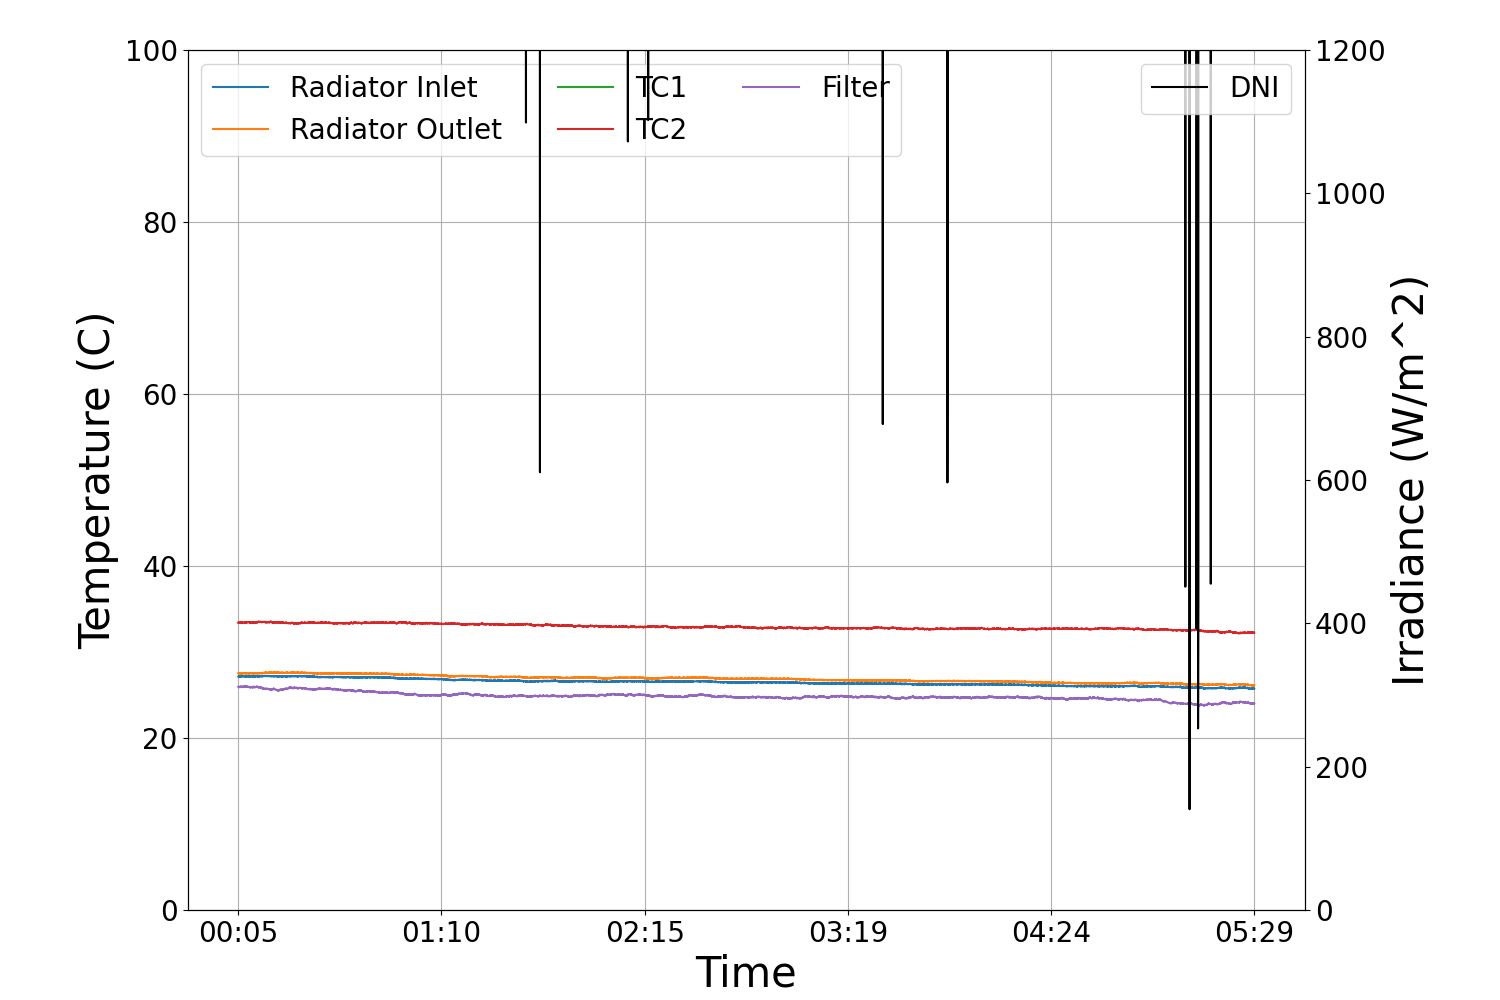 Radiator Inlet
Radiator Outlet
TC1
TC2
Filter
DNI
Temperature (C)
100
80
60
40
20
0
Irradiance (W/m^2)
1200
1000
800
600
400
200
0
00:05 01:10 02:15 03:19 04:24 05:29
Time